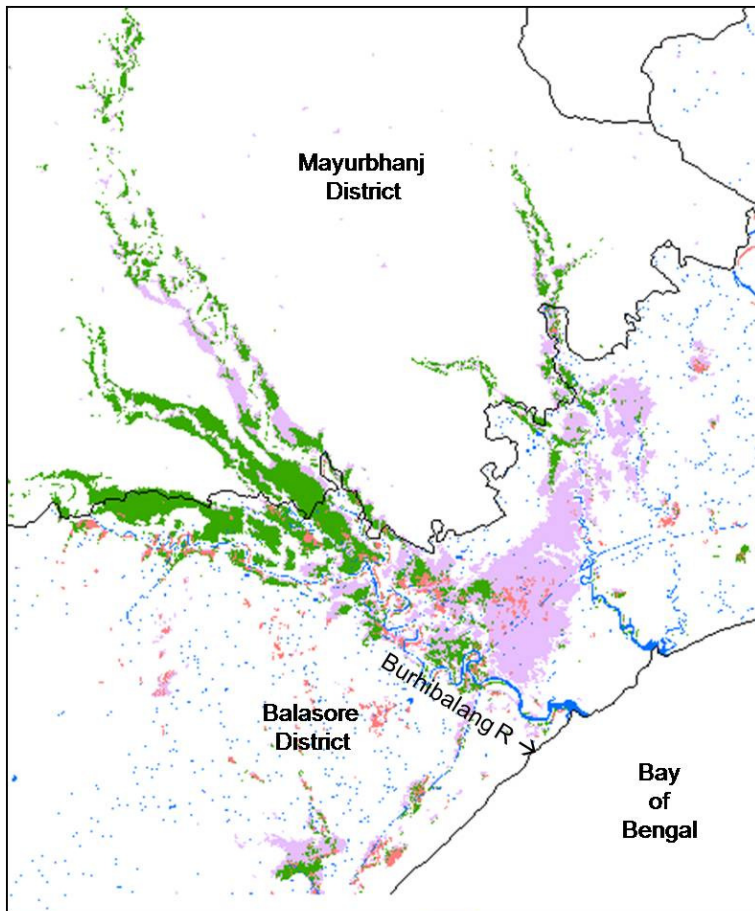 Mayurbhanj
District
Burhibalang R
Balasore
District
Bay
of
Bengal